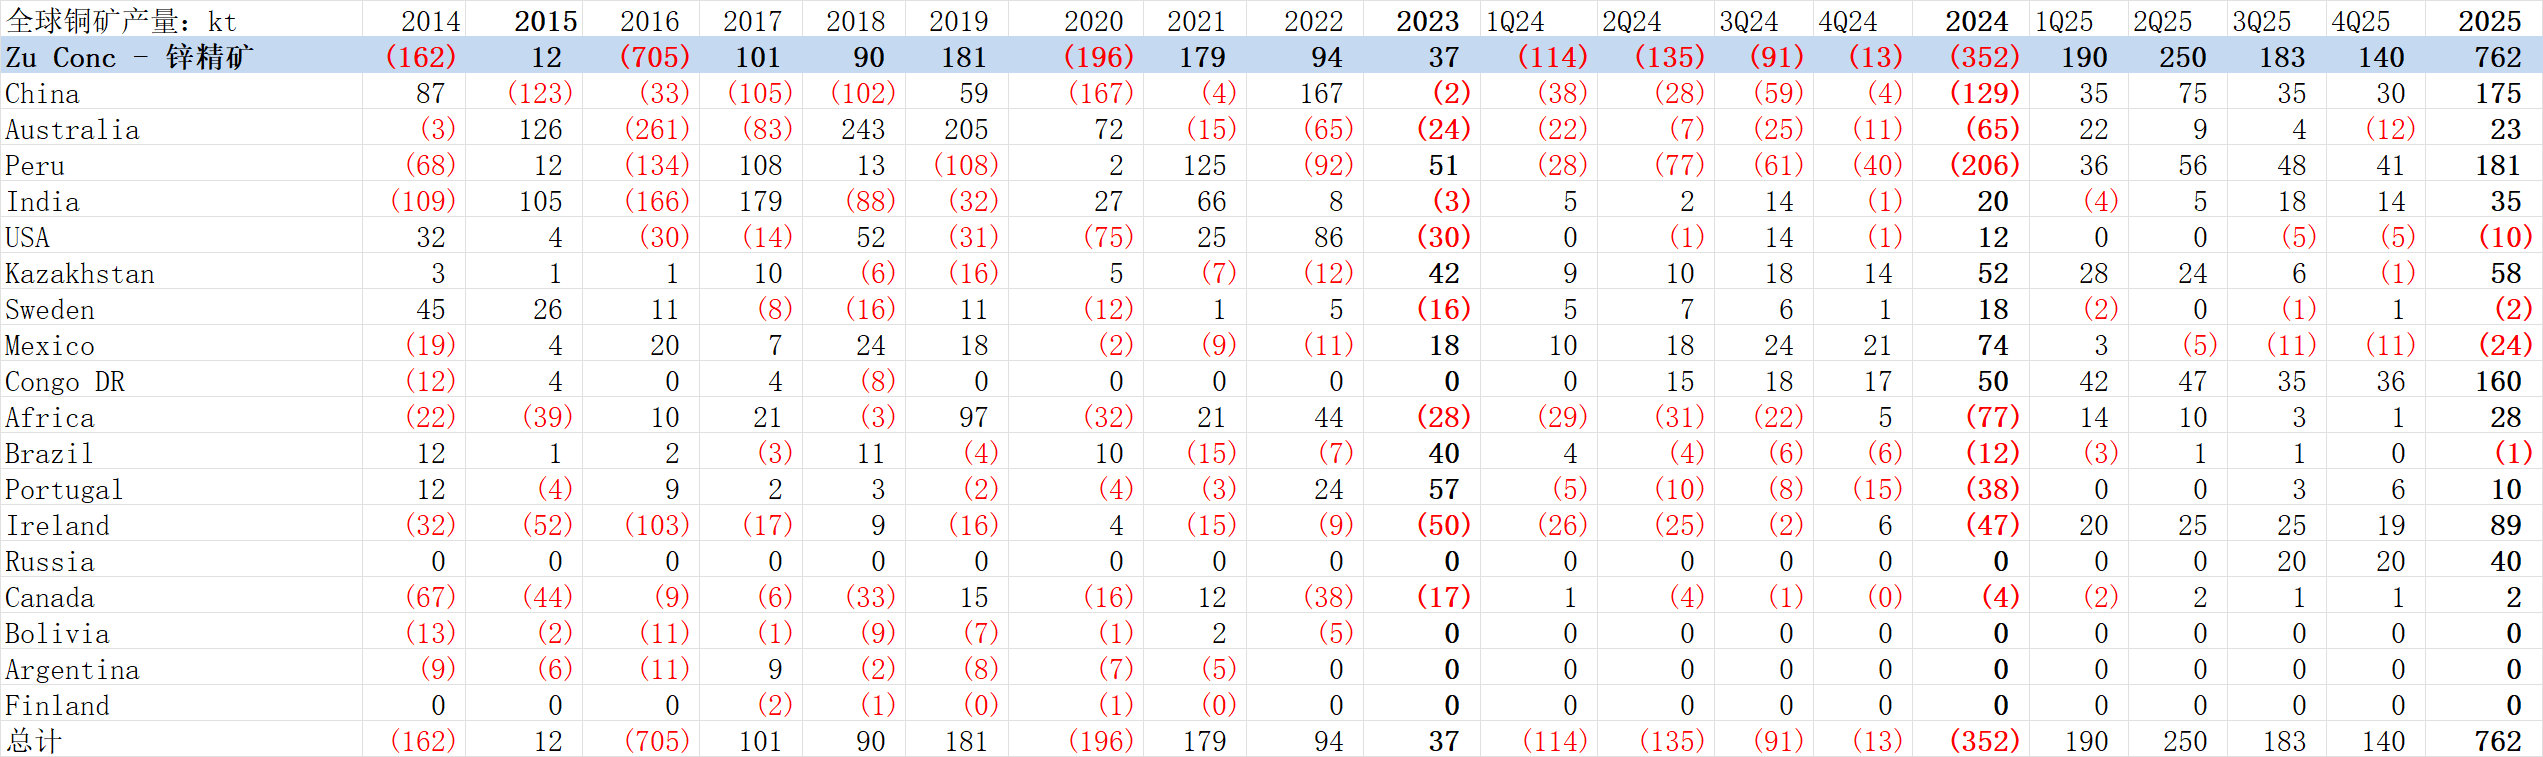 全球铜矿产量：kt 2014 2015 2016 2017 2018 2019 2020 2021 2022 2023 1Q24 2Q24 3Q24 4Q24 2024 1Q25 2Q25 3Q25 4Q25 2025
Zu Conc - 锌精矿 (162) 12 (705) 101 90 181 (196) 179 94 37 (114) (135) (91) (13) (352) 190 250 183 140 762
China 87 (123) (33) (105) (102) 59 (167) (4) 167 (2) (38) (28) (59) (4) (129) 35 75 35 30 175
Australia (3) 126 (261) (83) 243 205 72 (15) (65) (24) (22) (7) (25) (11) (65) 22 9 4 (12) 23
Peru (68) 12 (134) 108 13 (108) 2 125 (92) 51 (28) (77) (61) (40) (206) 36 56 48 41 181
India (109) 105 (166) 179 (88) (32) 27 66 8 (3) 5 2 14 (1) 20 (4) 5 18 14 35
USA 32 4 (30) (14) 52 (31) (75) 25 86 (30) 0 (1) 14 (1) 12 0 0 (5) (5) (10)
Kazakhstan 3 1 1 10 (6) (16) 5 (7) (12) 42 9 10 18 14 52 28 24 6 (1) 58
Sweden 45 26 11 (8) (16) 11 (12) 1 5 (16) 5 7 6 1 18 (2) 0 (1) 1 (2)
Mexico (19) 4 20 7 24 18 (2) (9) (11) 18 10 18 24 21 74 3 (5) (11) (11) (24)
Congo DR (12) 4 0 4 (8) 0 0 0 0 0 0 15 18 17 50 42 47 35 36 160
Africa (22) (39) 10 21 (3) 97 (32) 21 44 (28) (29) (31) (22) 5 (77) 14 10 3 1 28
Brazil 12 1 2 (3) 11 (4) 10 (15) (7) 40 4 (4) (6) (6) (12) (3) 1 1 0 (1)
Portugal 12 (4) 9 2 3 (2) (4) (3) 24 57 (5) (10) (8) (15) (38) 0 0 3 6 10
Ireland (32) (52) (103) (17) 9 (16) 4 (15) (9) (50) (26) (25) (2) 6 (47) 20 25 25 19 89
Russia 0 0 0 0 0 0 0 0 0 0 0 0 0 0 0 0 0 20 20 40
Canada (67) (44) (9) (6) (33) 15 (16) 12 (38) (17) 1 (4) (1) (0) (4) (2) 2 1 1 2
Bolivia (13) (2) (11) (1) (9) (7) (1) 2 (5) 0 0 0 0 0 0 0 0 0 0 0
Argentina (9) (6) (11) 9 (2) (8) (7) (5) 0 0 0 0 0 0 0 0 0 0 0 0
Finland 0 0 0 (2) (1) (0) (1) (0) 0 0 0 0 0 0 0 0 0 0 0 0
总计 (162) 12 (705) 101 90 181 (196) 179 94 37 (114) (135) (91) (13) (352) 190 250 183 140 762